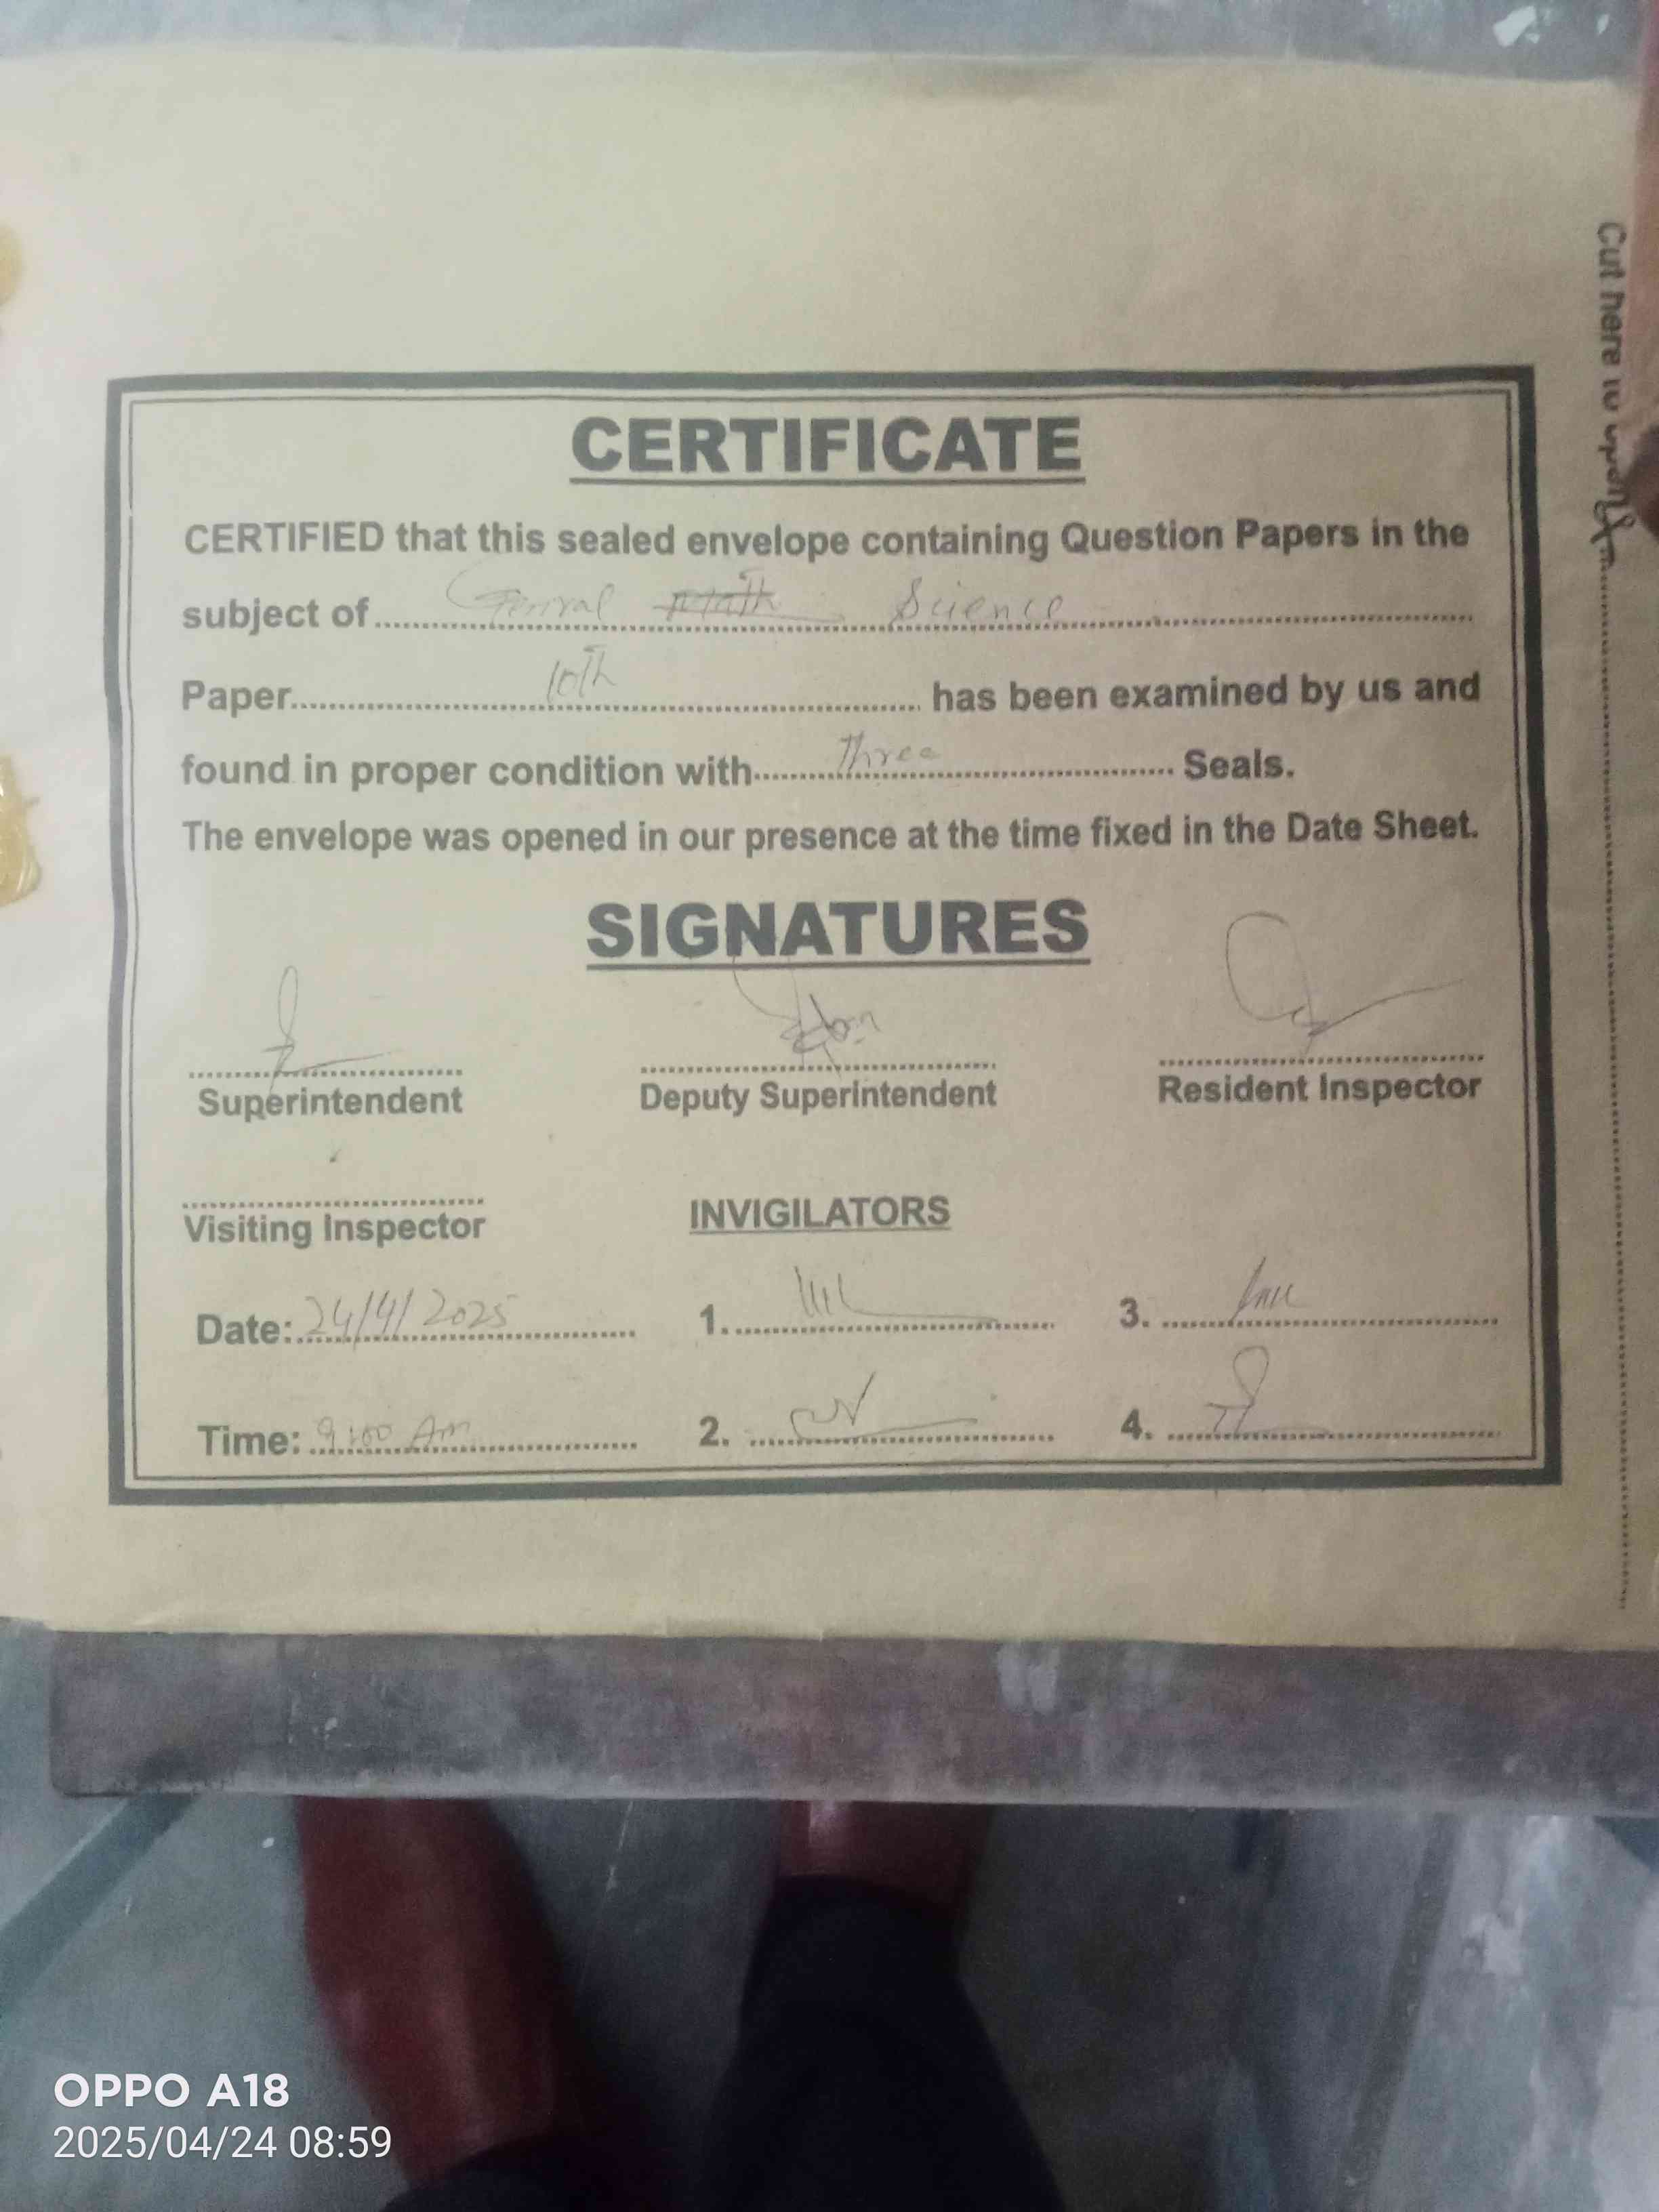 Cut here to open
CERTIFICATE
CERTIFIED that this sealed envelope containing Question Papers in the
subject of General Math Science
Paper 10th has been examined by us and
found in proper condition with Three Seals.
The envelope was opened in our presence at the time fixed in the Date Sheet.
SIGNATURES
Superintendent Deputy Superintendent Resident Inspector
Visiting Inspector INVIGILATORS
Date: 24/4/2025 1. 3.
Time: 9:00 Am 2. 4.
OPPO A18
2025/04/24 08:59